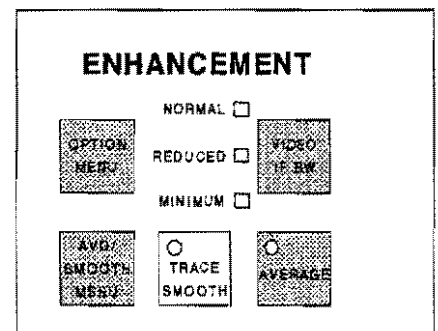 ENHANCEMENT
NORMAL
OPTION
MENU
REDUCED
VIDEO
IF BW
MINIMUM
AVG/
SMOOTH
MENU
TRACE
SMOOTH
AVERAGE